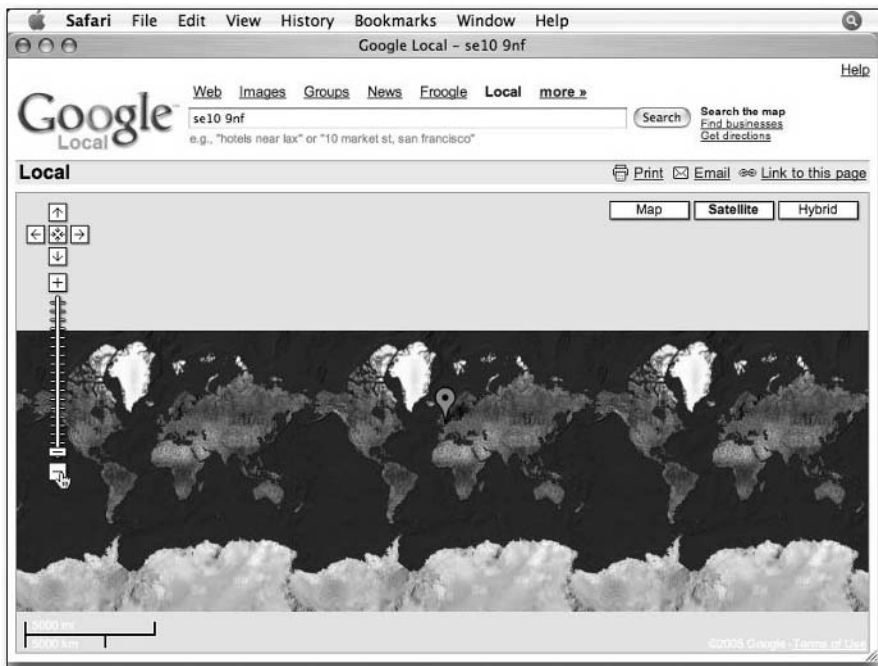 Safari File Edit View History Bookmarks Window Help
Google Local – se10 9nf
Help
Web Images Groups News Froogle Local more »
Google
Local
se10 9nf
Search
Search the map
Find businesses
Get directions
e.g., "hotels near lax" or "10 market st, san francisco"
Local
Print Email Link to this page
Map Satellite Hybrid
5000 mi
5000 km
©2005 Google - Terms of Use